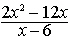 2x² − 12x
x − 6